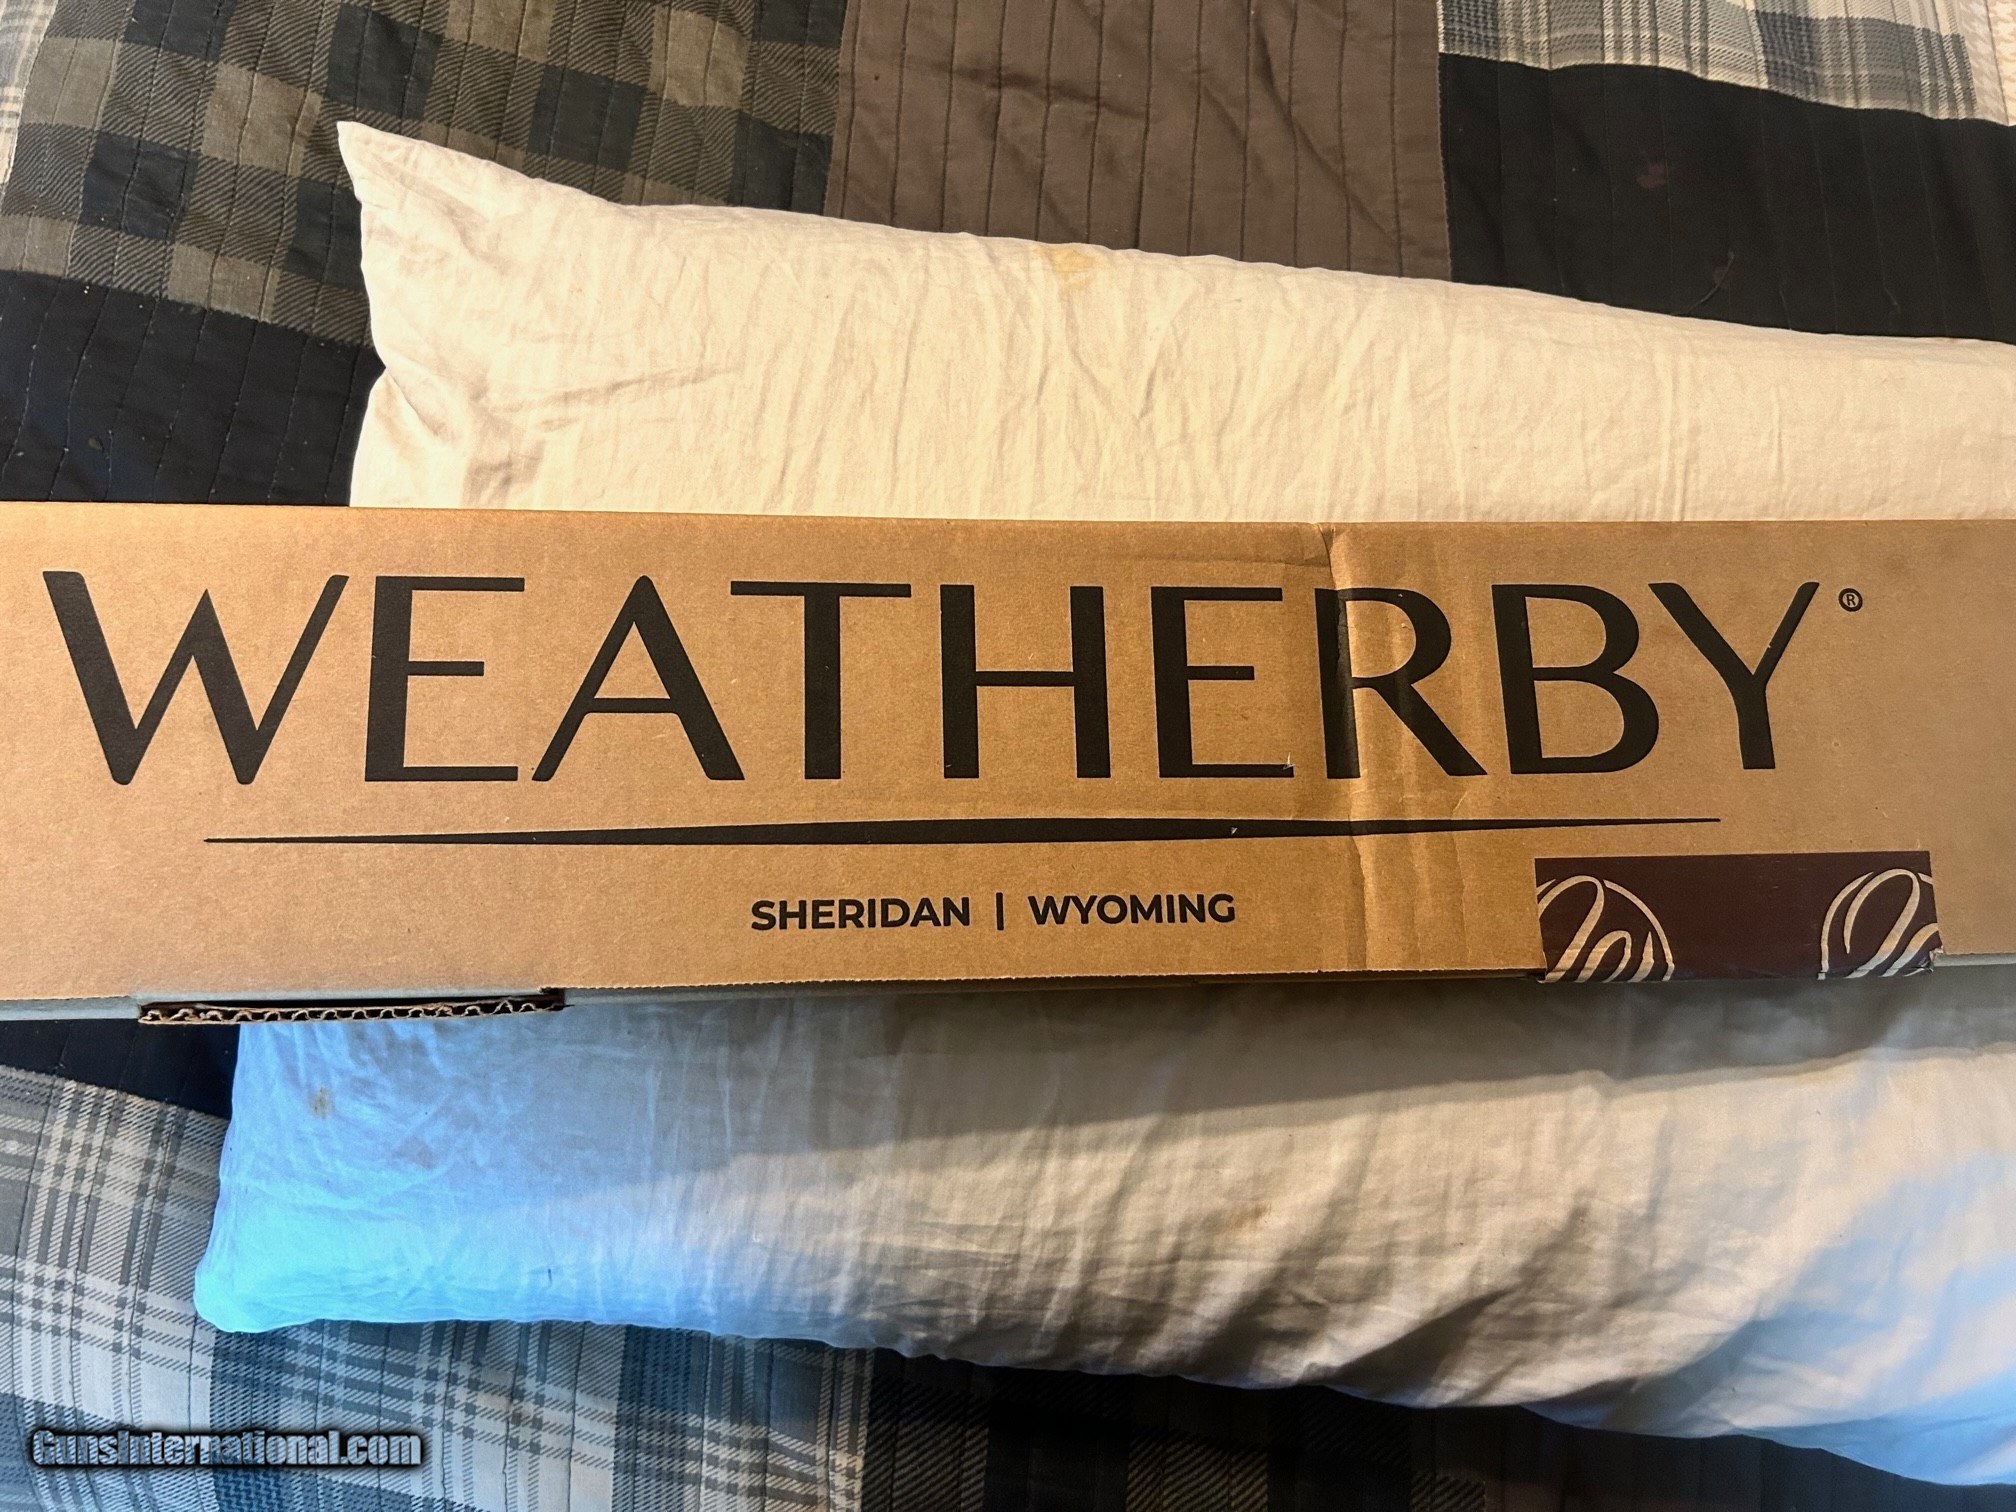 WEATHERBY®
SHERIDAN | WYOMING
GunsInternational.com